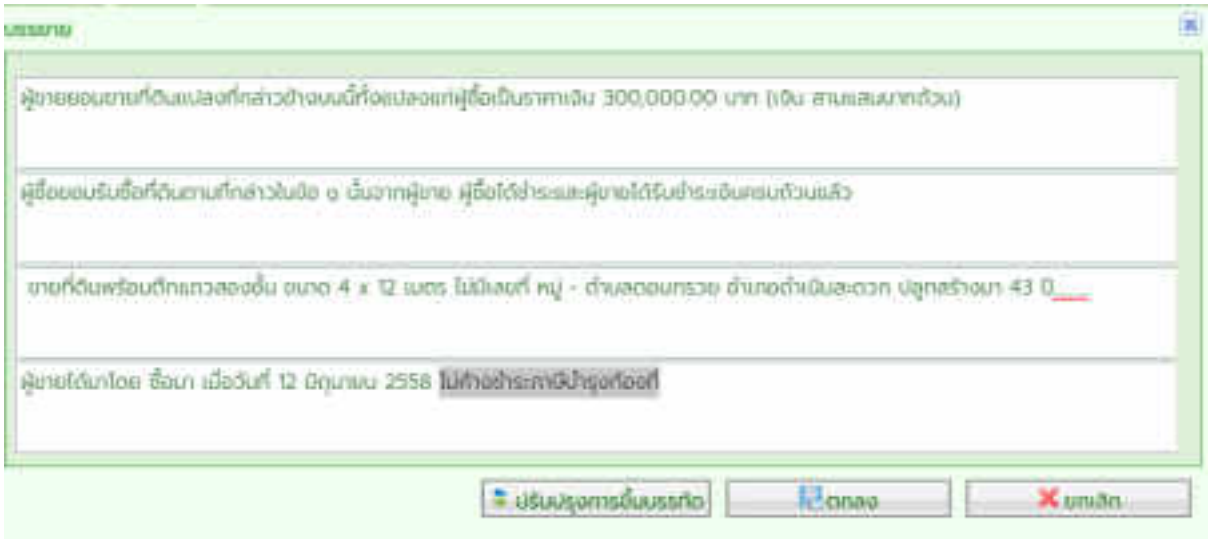 บรรยาย
ผู้ขายยอมขายที่ดินแปลงที่กล่าวข้างบนนี้ทั้งแปลงแก่ผู้ซื้อเป็นราคาเงิน 300,000.00 บาท (เงิน สามแสนบาทถ้วน)
ผู้ซื้อยอมรับซื้อที่ดินตามที่กล่าวในข้อ ๑ นั้นจากผู้ขาย ผู้ซื้อได้ชำระและผู้ขายได้รับชำระเงินครบถ้วนแล้ว
ขายที่ดินพร้อมตึกแถวสองชั้น ขนาด 4 x 12 เมตร ไม่มีเลขที่ หมู่ - ตำบลดอนกรวย อำเภอดำเนินสะดวก ปลูกสร้างมา 43 ปี
ผู้ขายได้มาโดย ซื้อมา เมื่อวันที่ 12 มิถุนายน 2558 ไม่ค้างชำระภาษีบำรุงท้องที่
ปรับปรุงการขึ้นบรรทัด
ตกลง
ยกเลิก